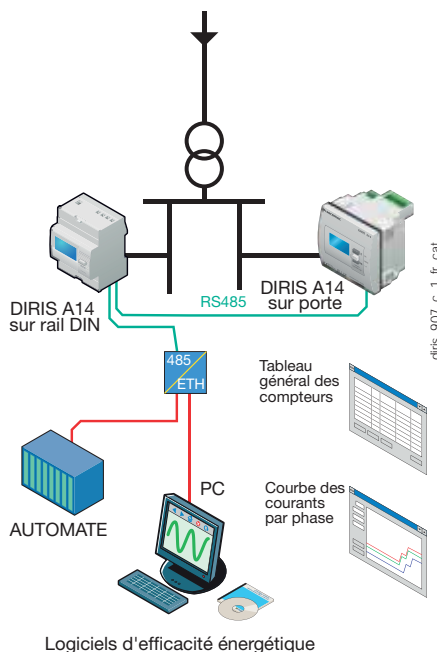 DIRIS A14
sur rail DIN
RS485
DIRIS A14
sur porte
diris_907_c_1_fr_cat
485
ETH
Tableau
général des
compteurs
AUTOMATE
PC
Courbe des
courants
par phase
Logiciels d'efficacité énergétique